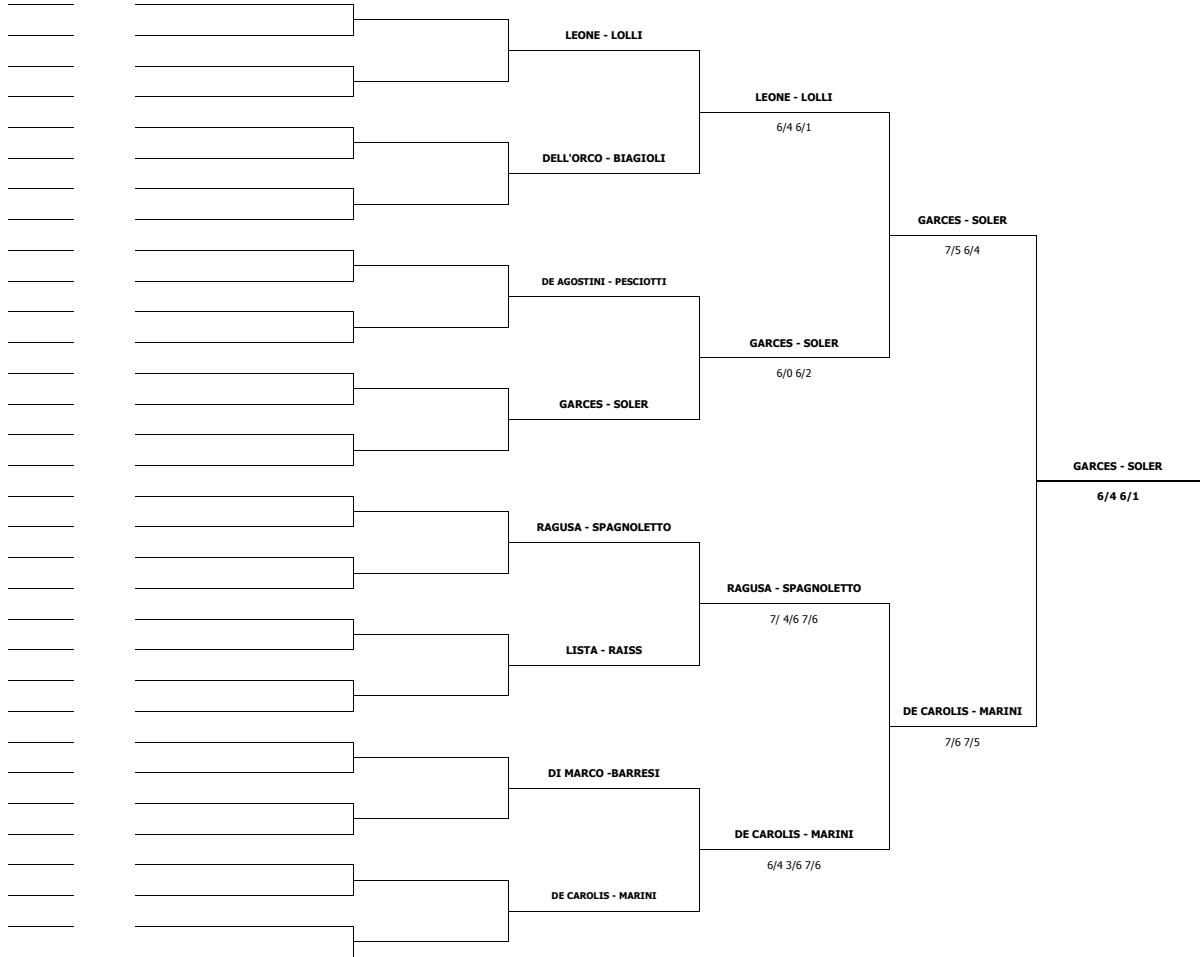 LEONE - LOLLI
LEONE - LOLLI
6/4 6/1
DELL'ORCO - BIAGIOLI
GARCES - SOLER
7/5 6/4
DE AGOSTINI - PESCIOTTI
GARCES - SOLER
6/0 6/2
GARCES - SOLER
GARCES - SOLER
6/4 6/1
RAGUSA - SPAGNOLETTO
RAGUSA - SPAGNOLETTO
7/ 4/6 7/6
LISTA - RAISS
DE CAROLIS - MARINI
7/6 7/5
DI MARCO -BARRESI
DE CAROLIS - MARINI
6/4 3/6 7/6
DE CAROLIS - MARINI